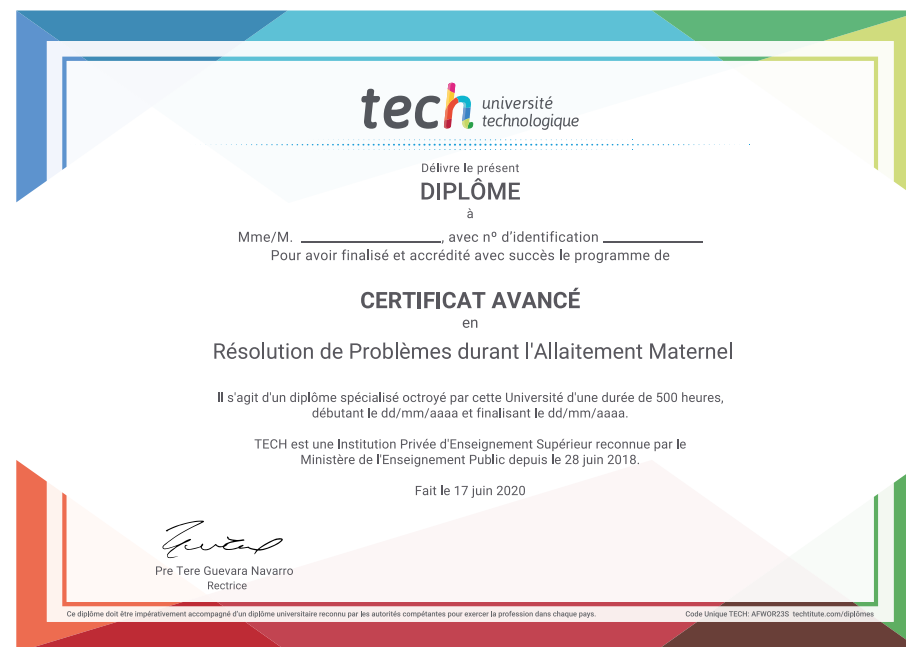 tech université
technologique
Délivre le présent
DIPLÔME
à
Mme/M. ____________________, avec nº d'identification ______________
Pour avoir finalisé et accrédité avec succès le programme de
CERTIFICAT AVANCÉ
en
Résolution de Problèmes durant l'Allaitement Maternel
Il s'agit d'un diplôme spécialisé octroyé par cette Université d'une durée de 500 heures,
débutant le dd/mm/aaaa et finalisant le dd/mm/aaaa.
TECH est une Institution Privée d'Enseignement Supérieur reconnue par le
Ministère de l'Enseignement Public depuis le 28 juin 2018.
Fait le 17 juin 2020
Pre Tere Guevara Navarro
Rectrice
Ce diplôme doit être impérativement accompagné d'un diplôme universitaire reconnu par les autorités compétantes pour exercer la profession dans chaque pays.
Code Unique TECH: AFWOR23S techtitute.com/diplômes